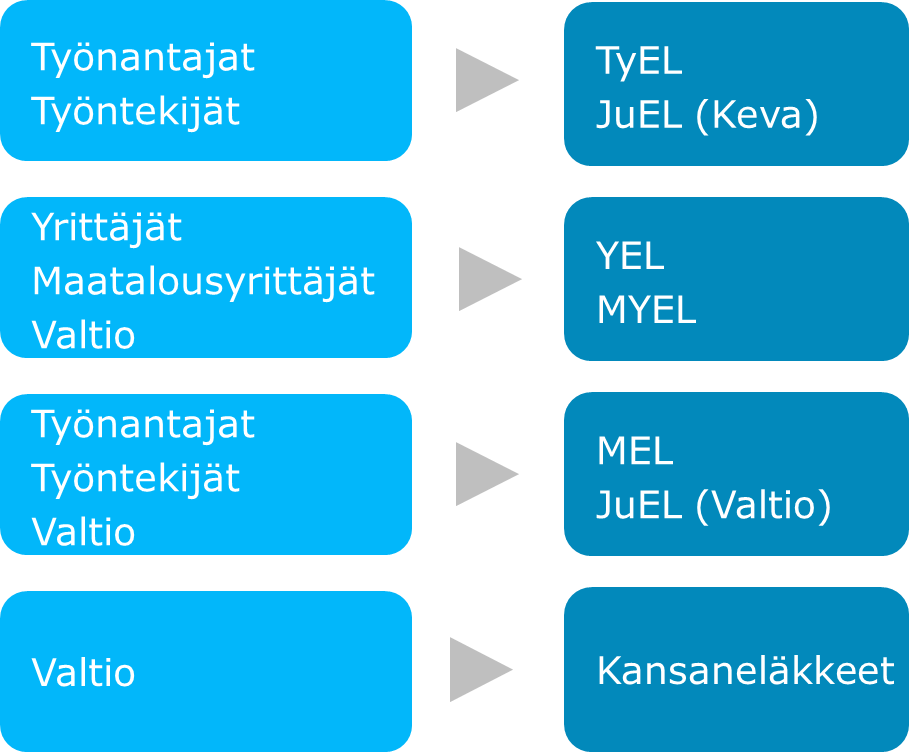 Työnantajat
Työntekijät
TyEL
JuEL (Keva)
Yrittäjät
Maatalousyrittäjät
Valtio
YEL
MYEL
Työnantajat
Työntekijät
Valtio
MEL
JuEL (Valtio)
Valtio
Kansaneläkkeet